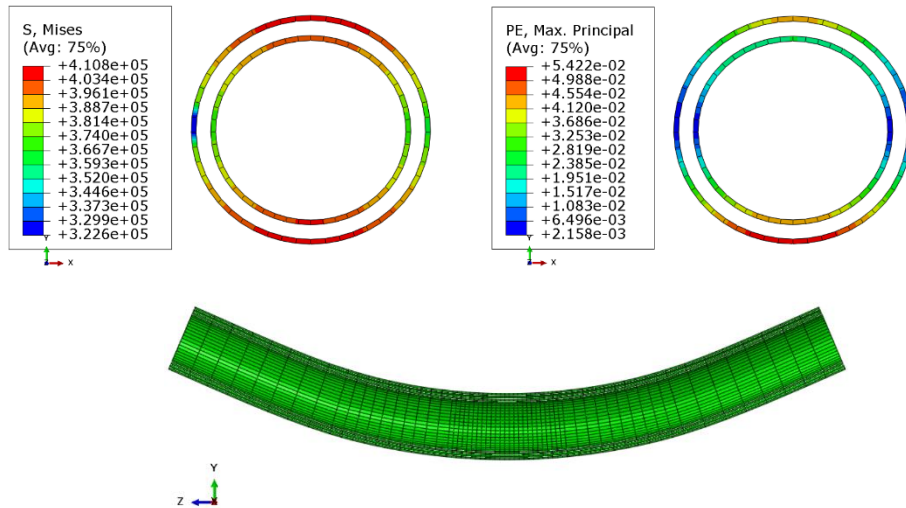 S, Mises
(Avg: 75%)
+4.108e+05
+4.034e+05
+3.961e+05
+3.887e+05
+3.814e+05
+3.740e+05
+3.667e+05
+3.593e+05
+3.520e+05
+3.446e+05
+3.373e+05
+3.299e+05
+3.226e+05
Y
Z
X
PE, Max. Principal
(Avg: 75%)
+5.422e-02
+4.988e-02
+4.554e-02
+4.120e-02
+3.686e-02
+3.253e-02
+2.819e-02
+2.385e-02
+1.951e-02
+1.517e-02
+1.083e-02
+6.496e-03
+2.158e-03
Y
Z
X
Y
Z
X